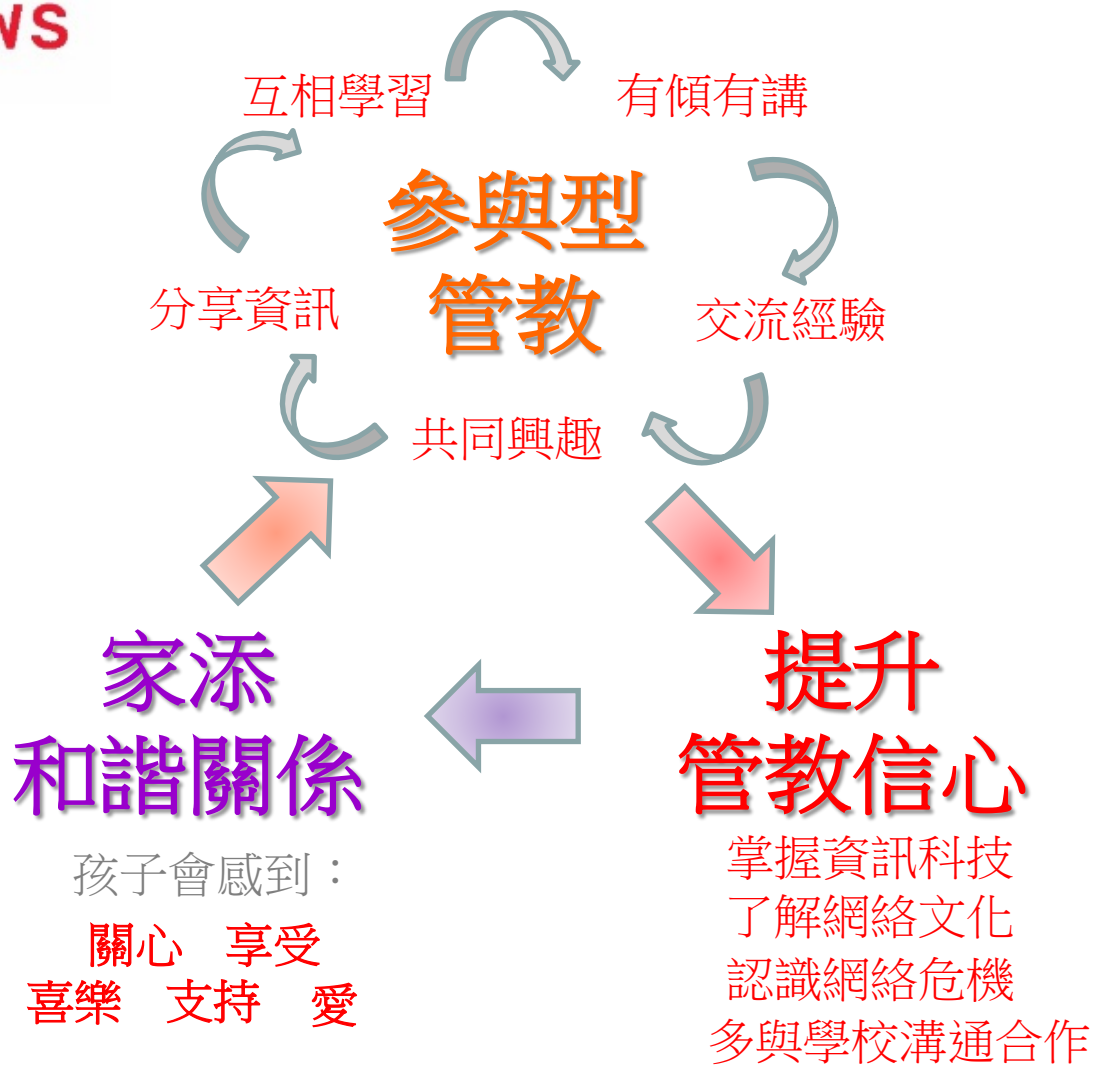 WS
互相學習
有傾有講
參與型
管教
分享資訊
交流經驗
共同興趣
家添
和諧關係
孩子會感到：
關心 享受
喜樂 支持 愛
提升
管教信心
掌握資訊科技
了解網絡文化
認識網絡危機
多與學校溝通合作